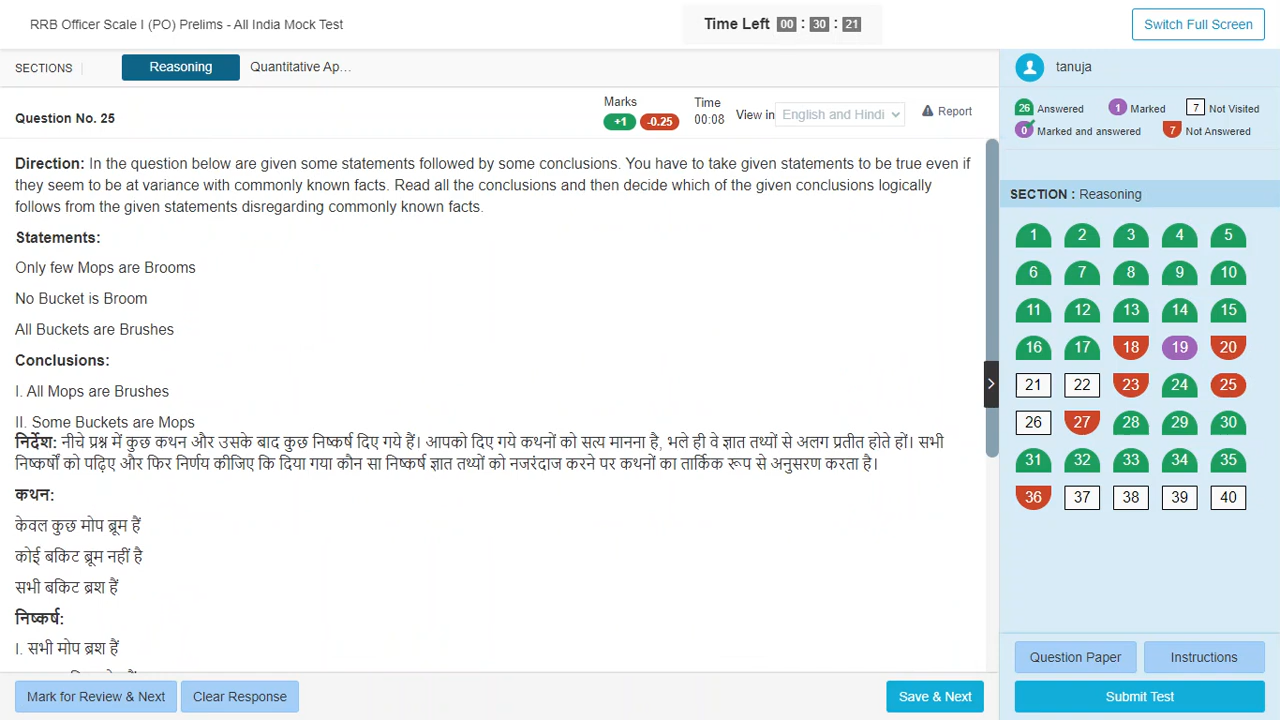 RRB Officer Scale I (PO) Prelims - All India Mock Test
Time Left 00 : 30 : 21
Switch Full Screen
SECTIONS
Reasoning
Quantitative Ap...
tanuja
Question No. 25
Marks
+1 -0.25
Time
00:08
View in English and Hindi
Report
26 Answered
1 Marked
7 Not Visited
0 Marked and answered
7 Not Answered
Direction: In the question below are given some statements followed by some conclusions. You have to take given statements to be true even if
they seem to be at variance with commonly known facts. Read all the conclusions and then decide which of the given conclusions logically
follows from the given statements disregarding commonly known facts.
Statements:
Only few Mops are Brooms
No Bucket is Broom
All Buckets are Brushes
Conclusions:
I. All Mops are Brushes
II. Some Buckets are Mops
निर्देश: नीचे प्रश्न में कुछ कथन और उसके बाद कुछ निष्कर्ष दिए गये हैं। आपको दिए गये कथनों को सत्य मानना है, भले ही वे ज्ञात तथ्यों से अलग प्रतीत होते हों। सभी
निष्कर्षों को पढ़िए और फिर निर्णय कीजिए कि दिया गया कौन सा निष्कर्ष ज्ञात तथ्यों को नजरंदाज करने पर कथनों का तार्किक रूप से अनुसरण करता है।
कथन:
केवल कुछ मोप ब्रूम हैं
कोई बकिट ब्रूम नहीं है
सभी बकिट ब्रश हैं
निष्कर्ष:
I. सभी मोप ब्रश हैं
SECTION : Reasoning
1 2 3 4 5
6 7 8 9 10
11 12 13 14 15
16 17 18 19 20
21 22 23 24 25
26 27 28 29 30
31 32 33 34 35
36 37 38 39 40
Question Paper
Instructions
Mark for Review & Next
Clear Response
Save & Next
Submit Test